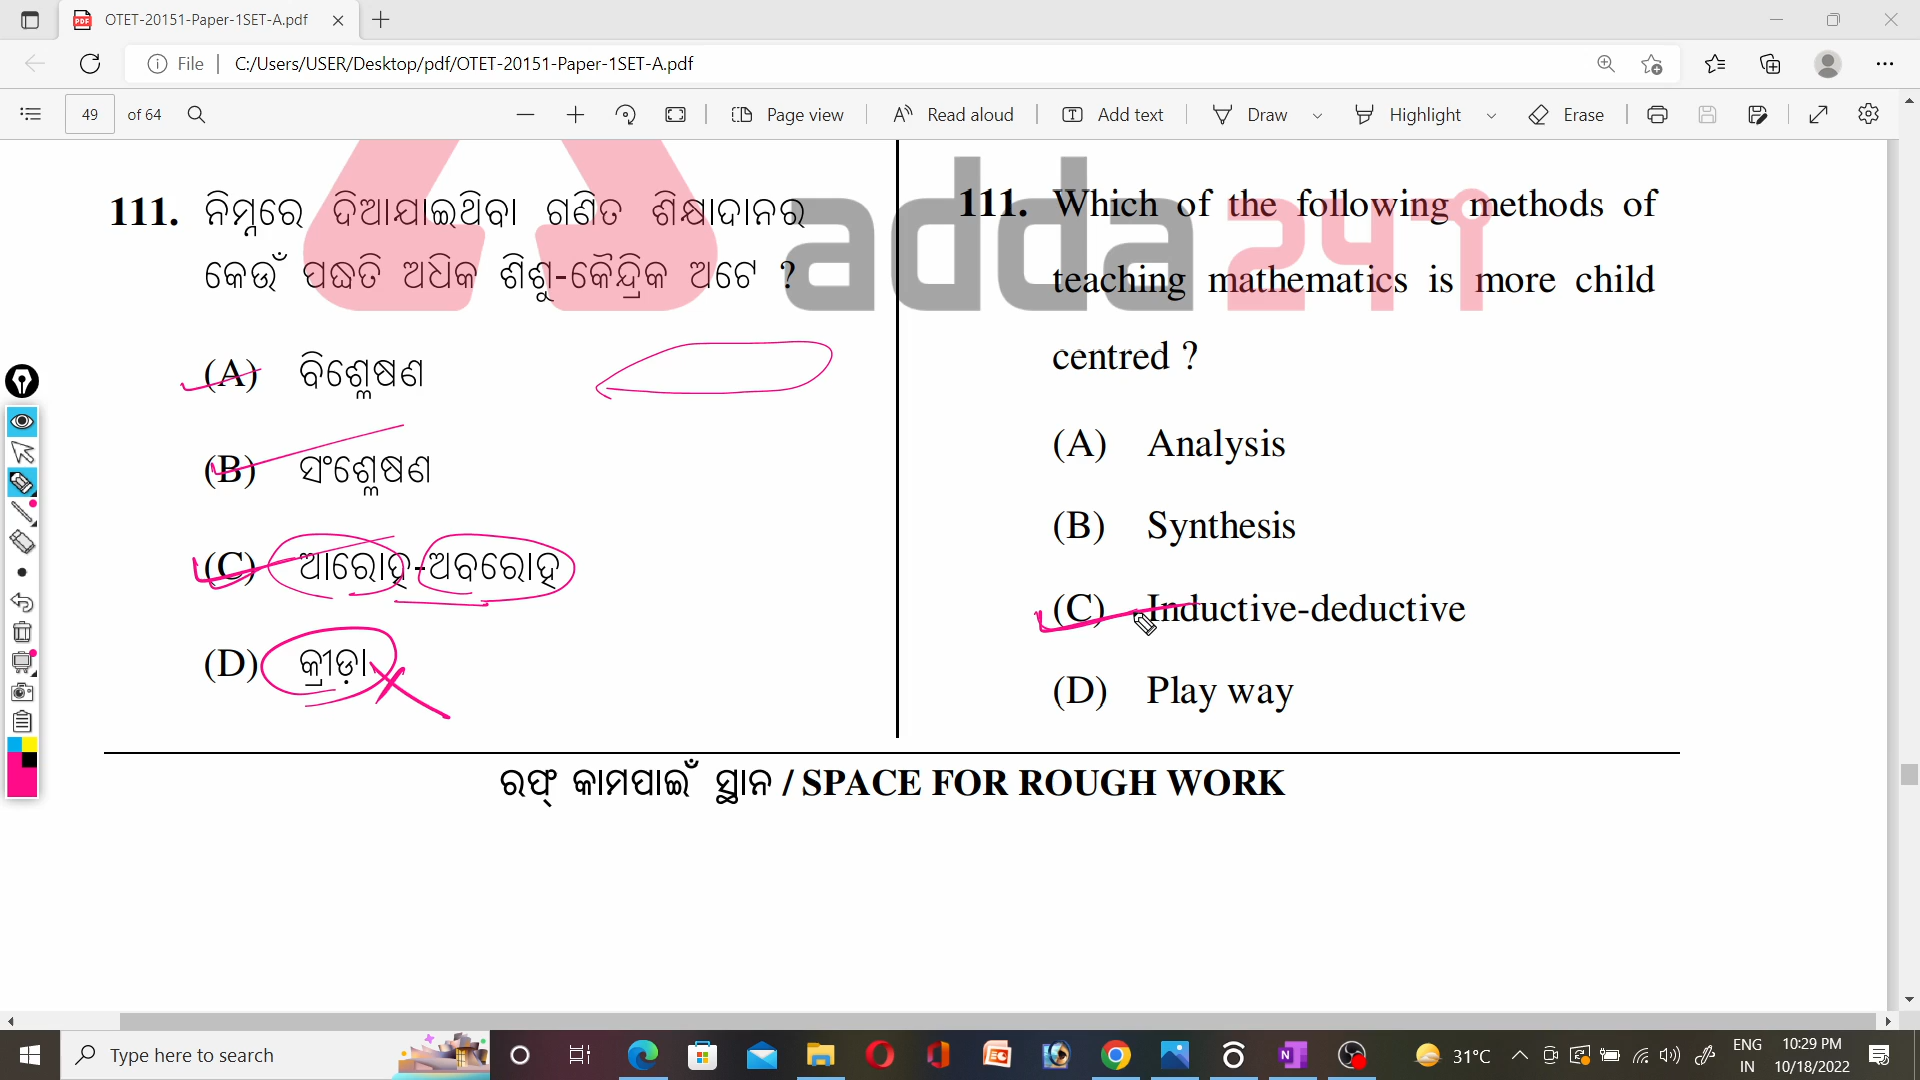 OTET-20151-Paper-1SET-A.pdf
File
C:/Users/USER/Desktop/pdf/OTET-20151-Paper-1SET-A.pdf
49 of 64
Page view
Read aloud
Add text
Draw
Highlight
Erase
adda247
111. ନିମ୍ନରେ ଦିଆଯାଇଥିବା ଗଣିତ ଶିକ୍ଷାଦାନର
କେଉଁ ପଦ୍ଧତି ଅଧିକ ଶିଶୁ-କୈନ୍ଦ୍ରିକ ଅଟେ ?
(A) ବିଶ୍ଳେଷଣ
(B) ସଂଶ୍ଳେଷଣ
(C) ଆରୋହ-ଅବରୋହ
(D) କ୍ରୀଡ଼ା
111. Which of the following methods of
teaching mathematics is more child
centred ?
(A) Analysis
(B) Synthesis
(C) Inductive-deductive
(D) Play way
ରଫ୍ କାମପାଇଁ ସ୍ଥାନ / SPACE FOR ROUGH WORK
Type here to search
31°C
ENG
IN
10:29 PM
10/18/2022